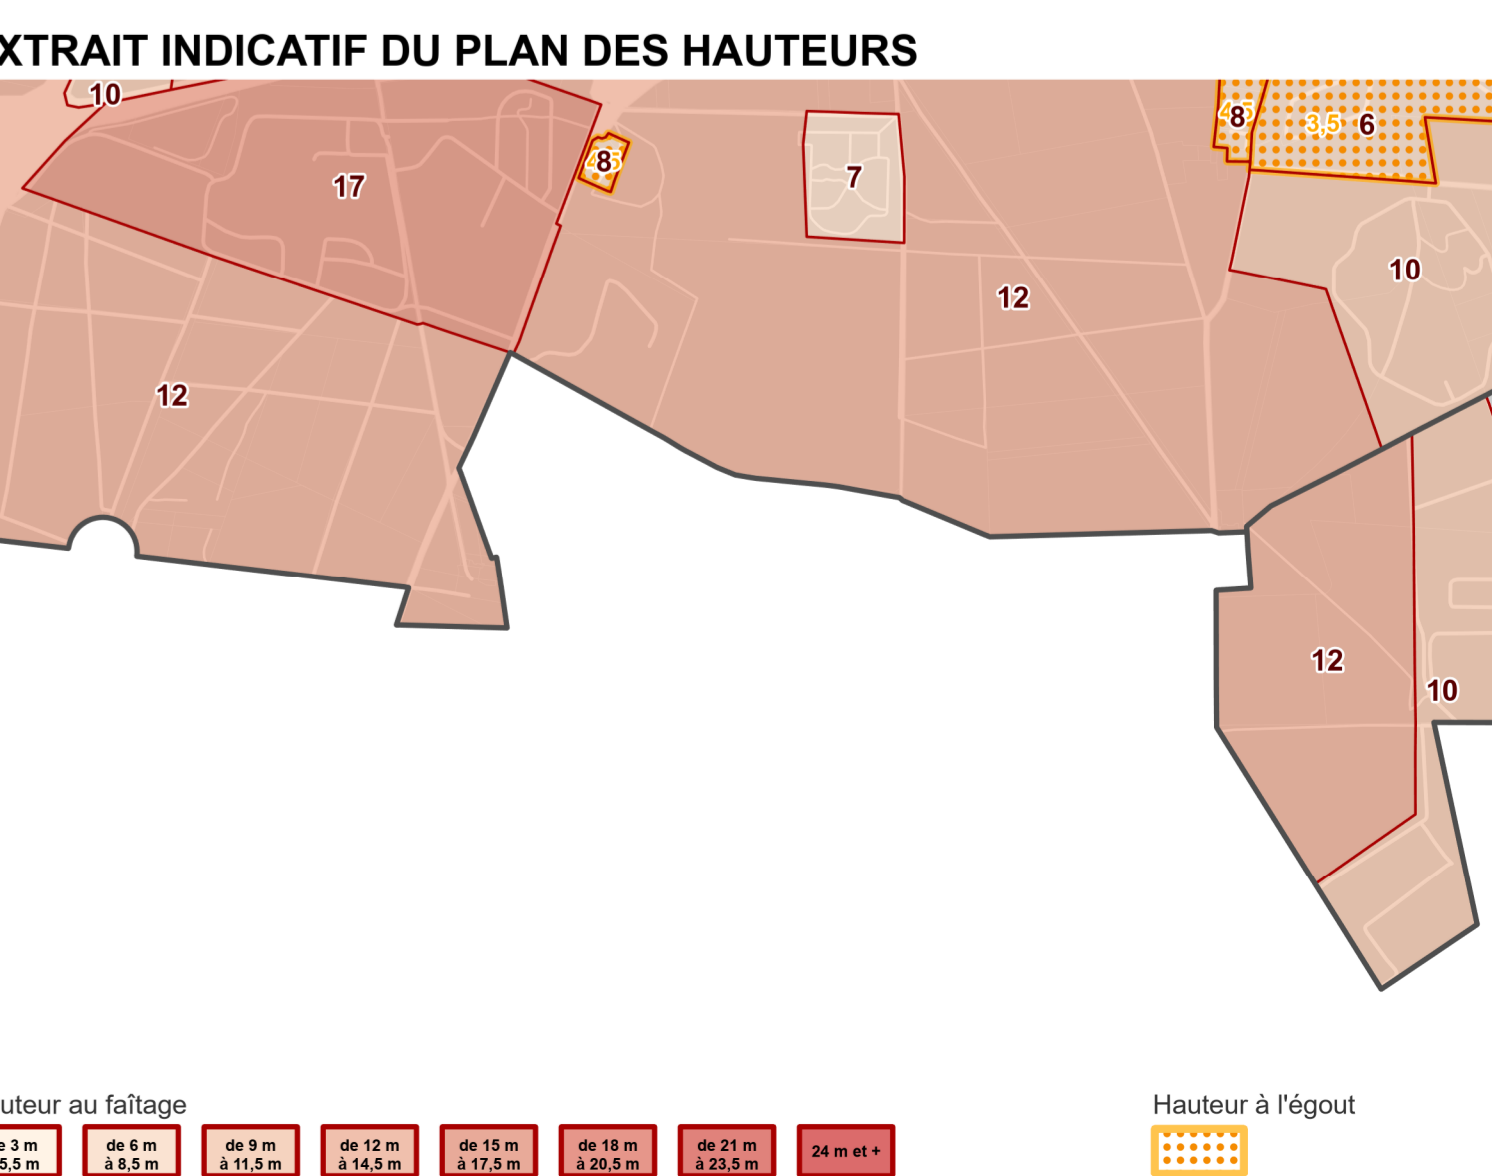 XTRAIT INDICATIF DU PLAN DES HAUTEURS
10
8
3,5 6
8
17
7
10
12
12
12
10
uteur au faîtage
Hauteur à l'égout
e 3 m
5,5 m
de 6 m
à 8,5 m
de 9 m
à 11,5 m
de 12 m
à 14,5 m
de 15 m
à 17,5 m
de 18 m
à 20,5 m
de 21 m
à 23,5 m
24 m et +